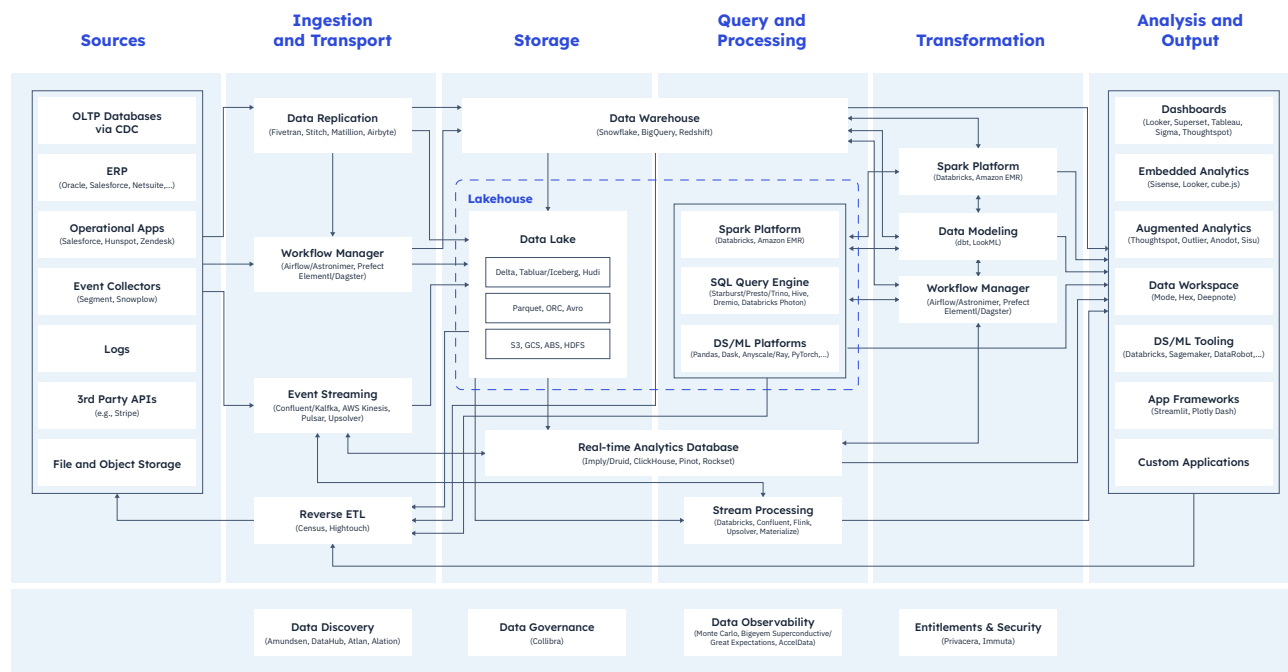 Sources
Ingestion
and Transport
Storage
Query and
Processing
Transformation
Analysis and
Output
OLTP Databases
via CDC
ERP
(Oracle, Salesforce, Netsuite,...)
Operational Apps
(Salesforce, Hunspot, Zendesk)
Event Collectors
(Segment, Snowplow)
Logs
3rd Party APIs
(e.g., Stripe)
File and Object Storage
Data Replication
(Fivetran, Stitch, Matillion, Airbyte)
Workflow Manager
(Airflow/Astronimer, Prefect
Elementl/Dagster)
Event Streaming
(Confluent/Kalfka, AWS Kinesis,
Pulsar, Upsolver)
Reverse ETL
(Census, Hightouch)
Data Warehouse
(Snowflake, BigQuery, Redshift)
Lakehouse
Data Lake
Delta, Tabluar/Iceberg, Hudi
Parquet, ORC, Avro
S3, GCS, ABS, HDFS
Spark Platform
(Databricks, Amazon EMR)
SQL Query Engine
(Starburst/Presto/Trino, Hive,
Dremio, Databricks Photon)
DS/ML Platforms
(Pandas, Dask, Anyscale/Ray, PyTorch,...)
Real-time Analytics Database
(Imply/Druid, ClickHouse, Pinot, Rockset)
Stream Processing
(Databricks, Confluent, Flink,
Upsolver, Materialize)
Spark Platform
(Databricks, Amazon EMR)
Data Modeling
(dbt, LookML)
Workflow Manager
(Airflow/Astronimer, Prefect
Elementl/Dagster)
Dashboards
(Looker, Superset, Tableau,
Sigma, Thoughtspot)
Embedded Analytics
(Sisense, Looker, cube.js)
Augmented Analytics
(Thoughtspot, Outlier, Anodot, Sisu)
Data Workspace
(Mode, Hex, Deepnote)
DS/ML Tooling
(Databricks, Sagemaker, DataRobot,...)
App Frameworks
(Streamlit, Plotly Dash)
Custom Applications
Data Discovery
(Amundsen, DataHub, Atlan, Alation)
Data Governance
(Collibra)
Data Observability
(Monte Carlo, Bigeyem Superconductive/
Great Expectations, AccelData)
Entitlements & Security
(Privacera, Immuta)